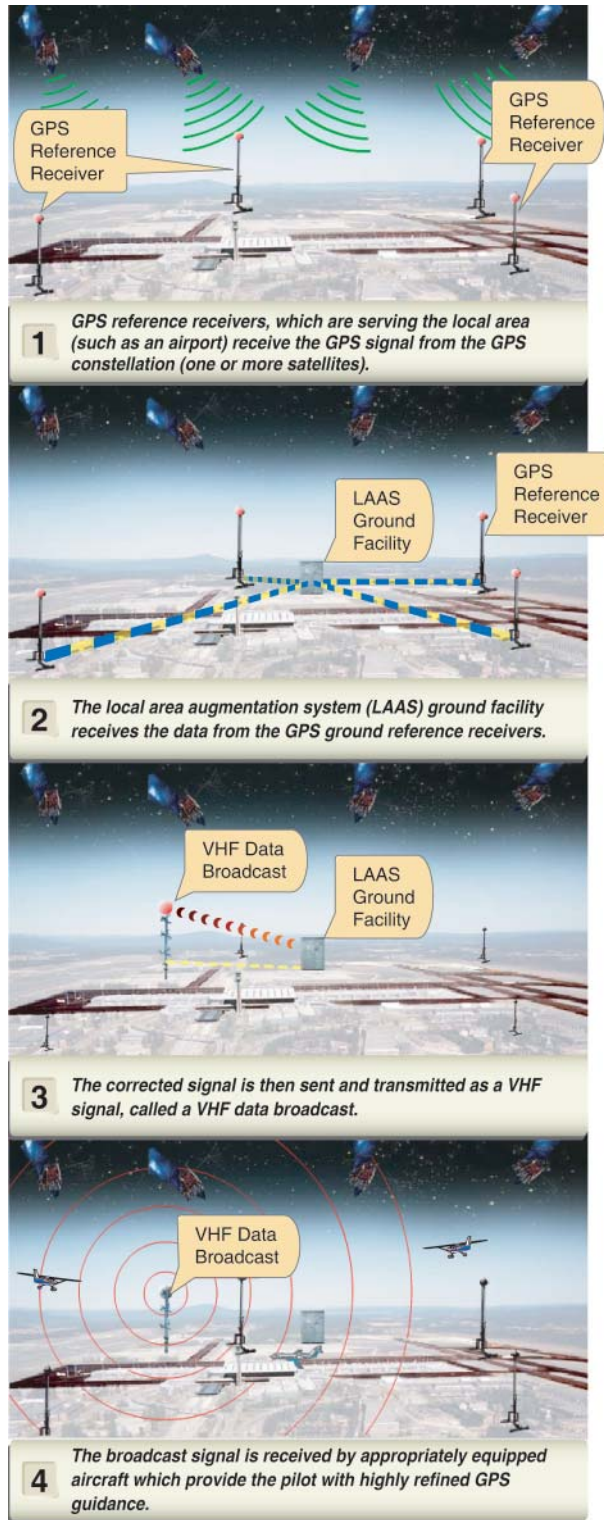 GPS
Reference
Receiver
GPS
Reference
Receiver
1
GPS reference receivers, which are serving the local area
(such as an airport) receive the GPS signal from the GPS
constellation (one or more satellites).
LAAS
Ground
Facility
GPS
Reference
Receiver
2
The local area augmentation system (LAAS) ground facility
receives the data from the GPS ground reference receivers.
VHF Data
Broadcast
LAAS
Ground
Facility
3
The corrected signal is then sent and transmitted as a VHF
signal, called a VHF data broadcast.
VHF Data
Broadcast
4
The broadcast signal is received by appropriately equipped
aircraft which provide the pilot with highly refined GPS
guidance.